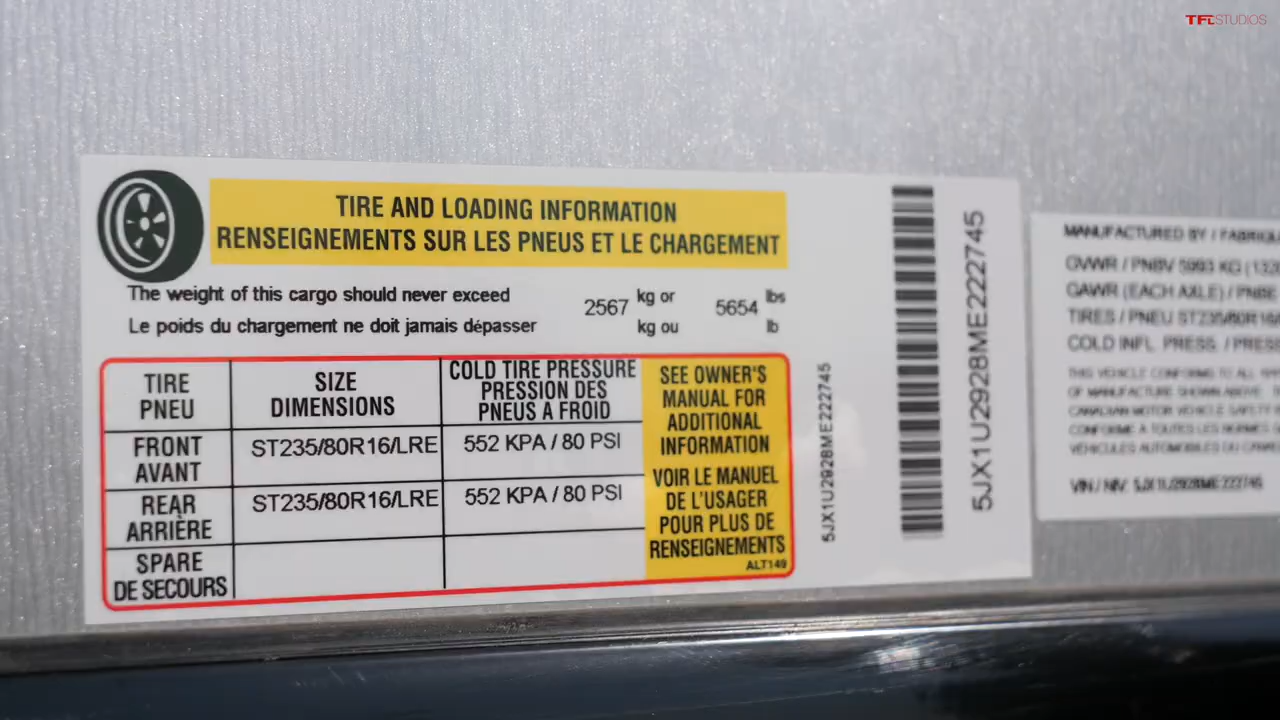 TFLSTUDIOS
TIRE AND LOADING INFORMATION
RENSEIGNEMENTS SUR LES PNEUS ET LE CHARGEMENT
The weight of this cargo should never exceed 2567 kg or 5654 lbs
Le poids du chargement ne doit jamais dépasser kg ou lb
TIRE
PNEU
SIZE
DIMENSIONS
COLD TIRE PRESSURE
PRESSION DES
PNEUS A FROID
FRONT
AVANT
ST235/80R16/LRE
552 KPA / 80 PSI
REAR
ARRIÈRE
ST235/80R16/LRE
552 KPA / 80 PSI
SPARE
DE SECOURS
SEE OWNER'S
MANUAL FOR
ADDITIONAL
INFORMATION
VOIR LE MANUEL
DE L'USAGER
POUR PLUS DE
RENSEIGNEMENTS
ALT149
5JX1U2928ME222745
5JX1U2928ME222745
MANUFACTURED BY /
GVWR / PNBV 5993 KG
GAWR (EACH AXLE) / PNBE
TIRES / PNEU ST235/80R16/
COLD INFL. PRESS. / PRESS
THIS VEHICLE CONFORMS TO ALL
OF MANUFACTURE SHOWN ABOVE.
CANADIAN MOTOR VEHICLE SAFETY
CONFORME A TOUTES LES NORMES
VEHICULES AUTOMOBILES DU
VIN / NIV: 5JX1U2928ME222745